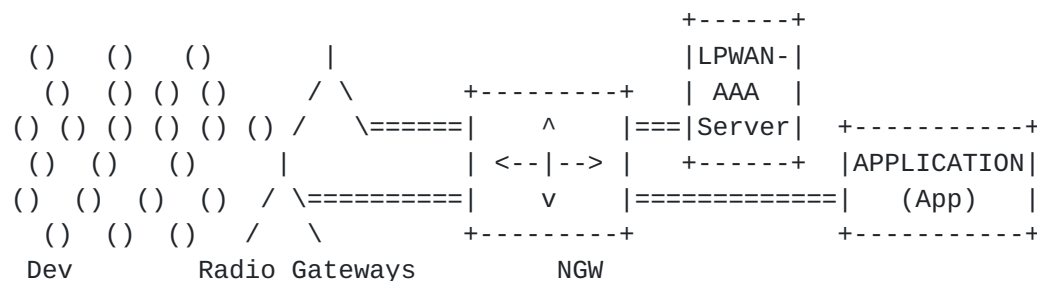 +------+
 ()    ()   ()         |                   |LPWAN-|
  ()  () () ()      / \       +---------+  | AAA  |
() () () () () () /   \======|    ^    |===|Server|  +-----------+
 ()  ()   ()     |           | <--|--> |   +------+  |APPLICATION|
()  ()  ()  ()  / \==========|    v    |=============|   (App)   |
  ()  ()  ()   /   \         +---------+             +-----------+
 Dev        Radio Gateways         NGW